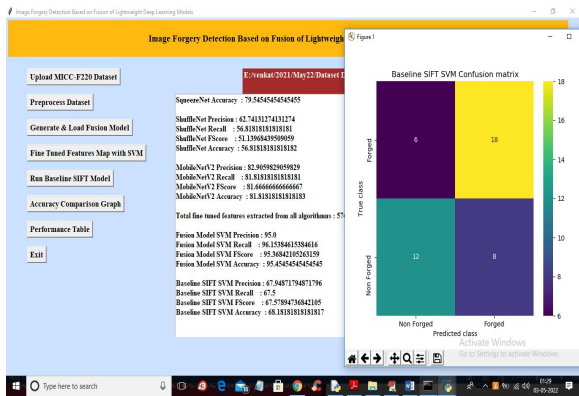 Image Forgery Detection Based on Fusion of Lightweight Deep Learning Models
Image Forgery Detection Based on Fusion of Lightweigh
Upload MICC-F220 Dataset
Preprocess Dataset
Generate & Load Fusion Model
Fine Tuned Features Map with SVM
Run Baseline SIFT Model
Accuracy Comparison Graph
Performance Table
Exit
E:/venkat/2021/May22/Dataset D
SqueezeNet Accuracy : 79.54545454545455
ShuffleNet Precision : 62.74131274131274
ShuffleNet Recall : 56.81818181818181
ShuffleNet FScore : 51.13968439509059
ShuffleNet Accuracy : 56.81818181818182
MobileNetV2 Precision : 82.9059829059829
MobileNetV2 Recall : 81.81818181818181
MobileNetV2 FScore : 81.66666666666667
MobileNetV2 Accuracy : 81.81818181818183
Total fine tuned features extracted from all algorithmns : 576
Fusion Model SVM Precision : 95.0
Fusion Model SVM Recall : 96.15384615384616
Fusion Model SVM FScore : 95.36842105263159
Fusion Model SVM Accuracy : 95.45454545454545
Baseline SIFT SVM Precision : 67.94871794871796
Baseline SIFT SVM Recall : 67.5
Baseline SIFT SVM FScore : 67.57894736842105
Baseline SIFT SVM Accuracy : 68.18181818181817
Figure 1
Baseline SIFT SVM Confusion matrix
True class
Forged
Non Forged
6
18
12
8
Non Forged
Forged
Predicted class
18
16
14
12
10
8
6
Activate Windows
Go to Settings to activate Windows.
Type here to search
01:29
03-05-2022